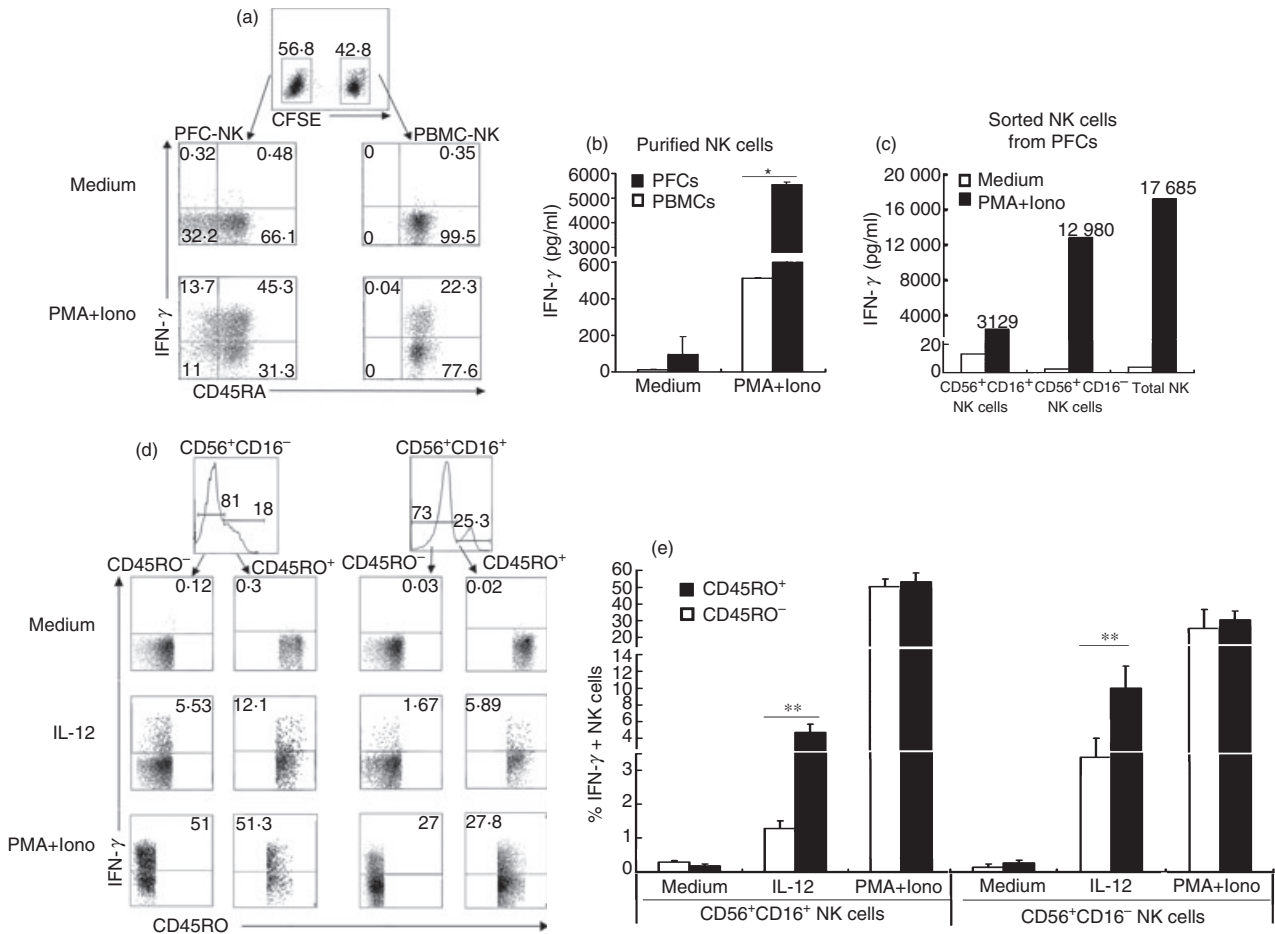 (a)
56·8 42·8
CFSE
PFC-NK PBMC-NK
Medium
0·32 0·48 0 0·35
32·2 66·1 0 99·5
PMA+Iono
13·7 45·3 0·04 22·3
11 31·3 0 77·6
IFN-γ
CD45RA
(b) Purified NK cells
PFCs
PBMCs
*
IFN-γ (pg/ml)
6000
5000
4000
3000
600
400
200
0
Medium PMA+Iono
(c) Sorted NK cells
from PFCs
Medium
PMA+Iono
IFN-γ (pg/ml)
20 000
16 000
12 000
8000
4000
20
0
3129 12 980 17 685
CD56⁺CD16⁺ CD56⁺CD16⁻ Total NK
NK cells NK cells
(d)
CD56⁺CD16⁻ CD56⁺CD16⁺
81 18 73 25·3
CD45RO⁻ CD45RO⁺ CD45RO⁻ CD45RO⁺
Medium
0·12 0·3 0·03 0·02
IL-12
5·53 12·1 1·67 5·89
PMA+Iono
51 51·3 27 27·8
IFN-γ
CD45RO
(e)
CD45RO⁺
CD45RO⁻
% IFN-γ + NK cells
60
50
40
30
20
14
12
10
8
6
4
3
2
1
0
** **
Medium IL-12 PMA+Iono Medium IL-12 PMA+Iono
CD56⁺CD16⁺ NK cells CD56⁺CD16⁻ NK cells